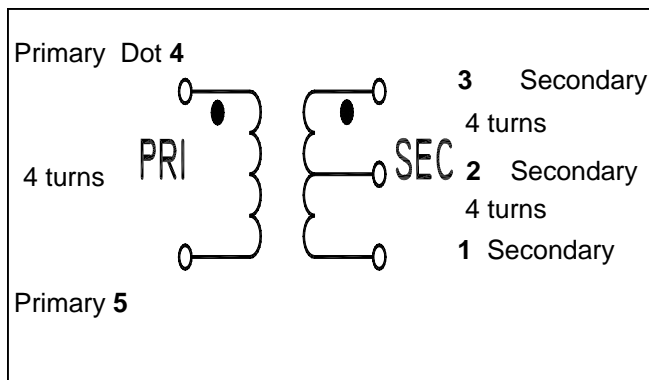 Primary Dot 4
3 Secondary
4 turns
PRI
SEC
2 Secondary
4 turns
4 turns
1 Secondary
Primary 5